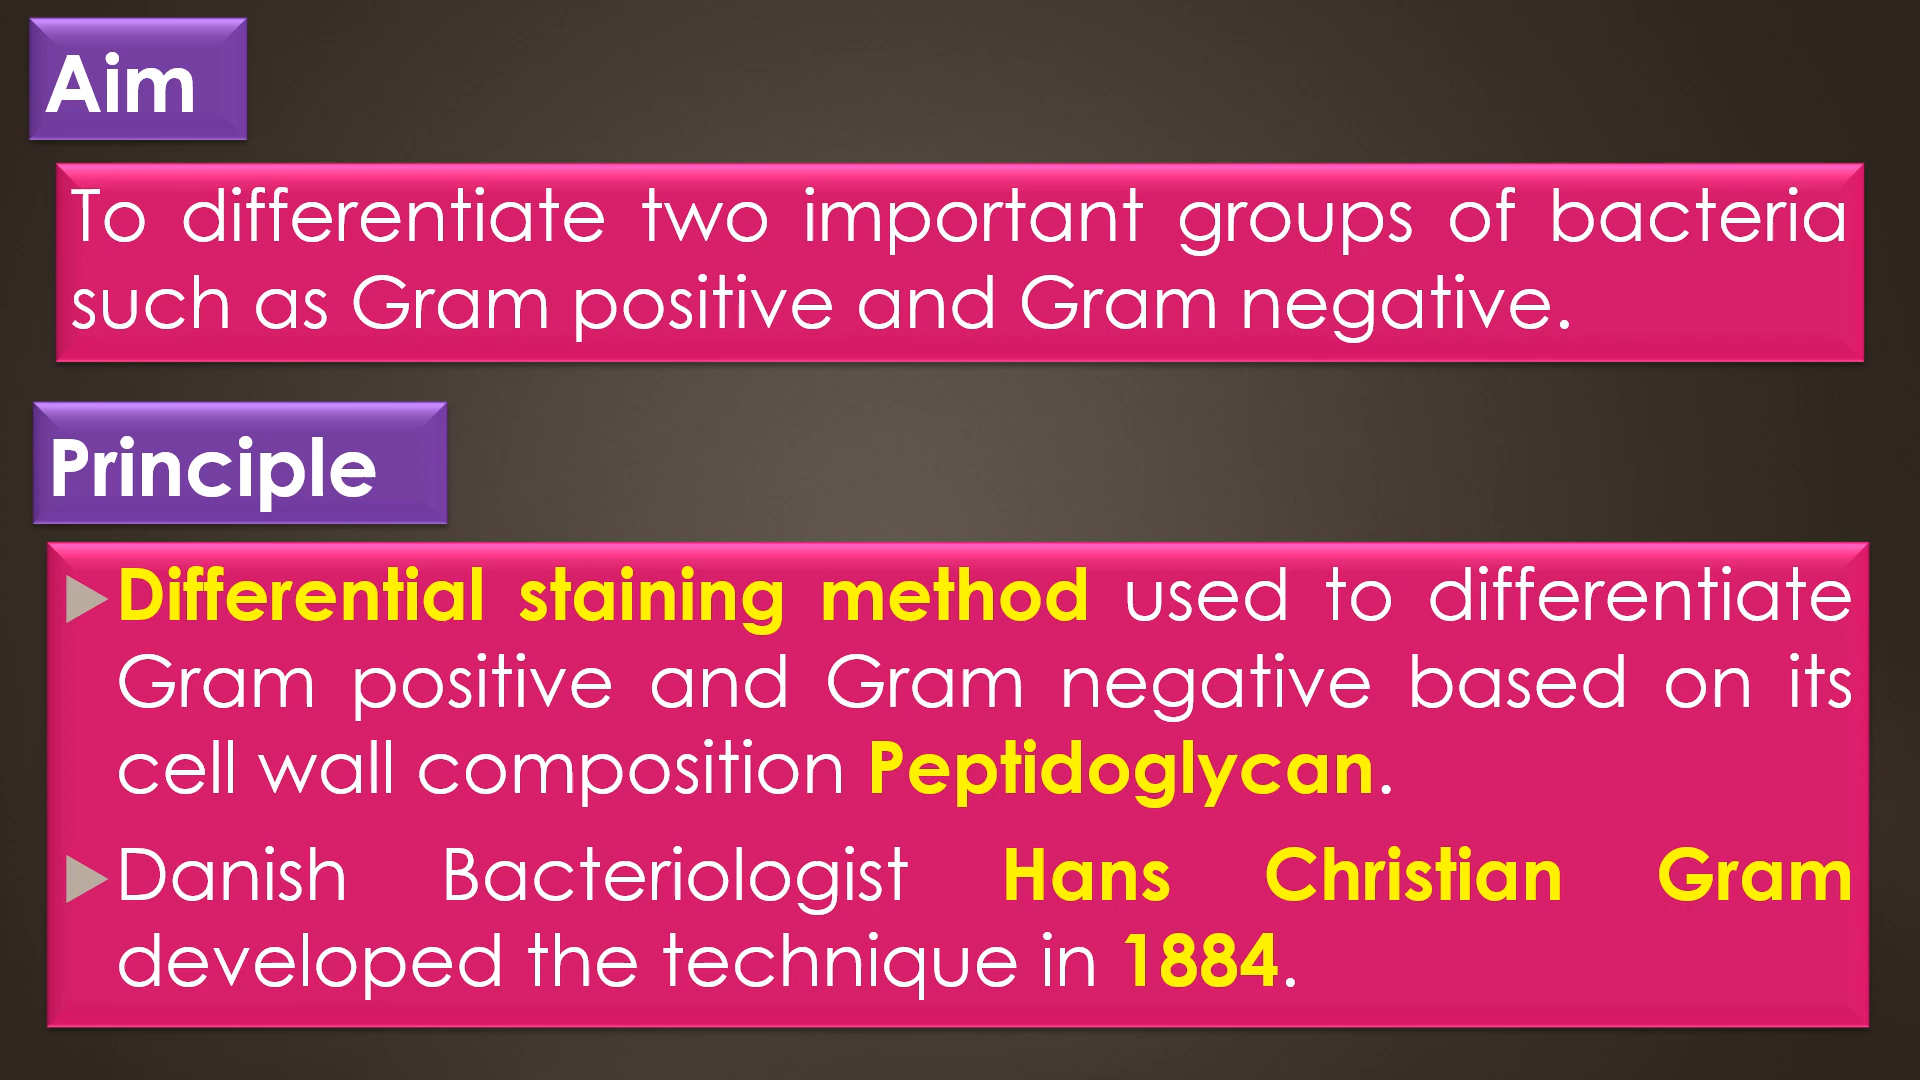 Aim
To differentiate two important groups of bacteria
such as Gram positive and Gram negative.
Principle
Differential staining method used to differentiate
Gram positive and Gram negative based on its
cell wall composition Peptidoglycan.
Danish Bacteriologist Hans Christian Gram
developed the technique in 1884.